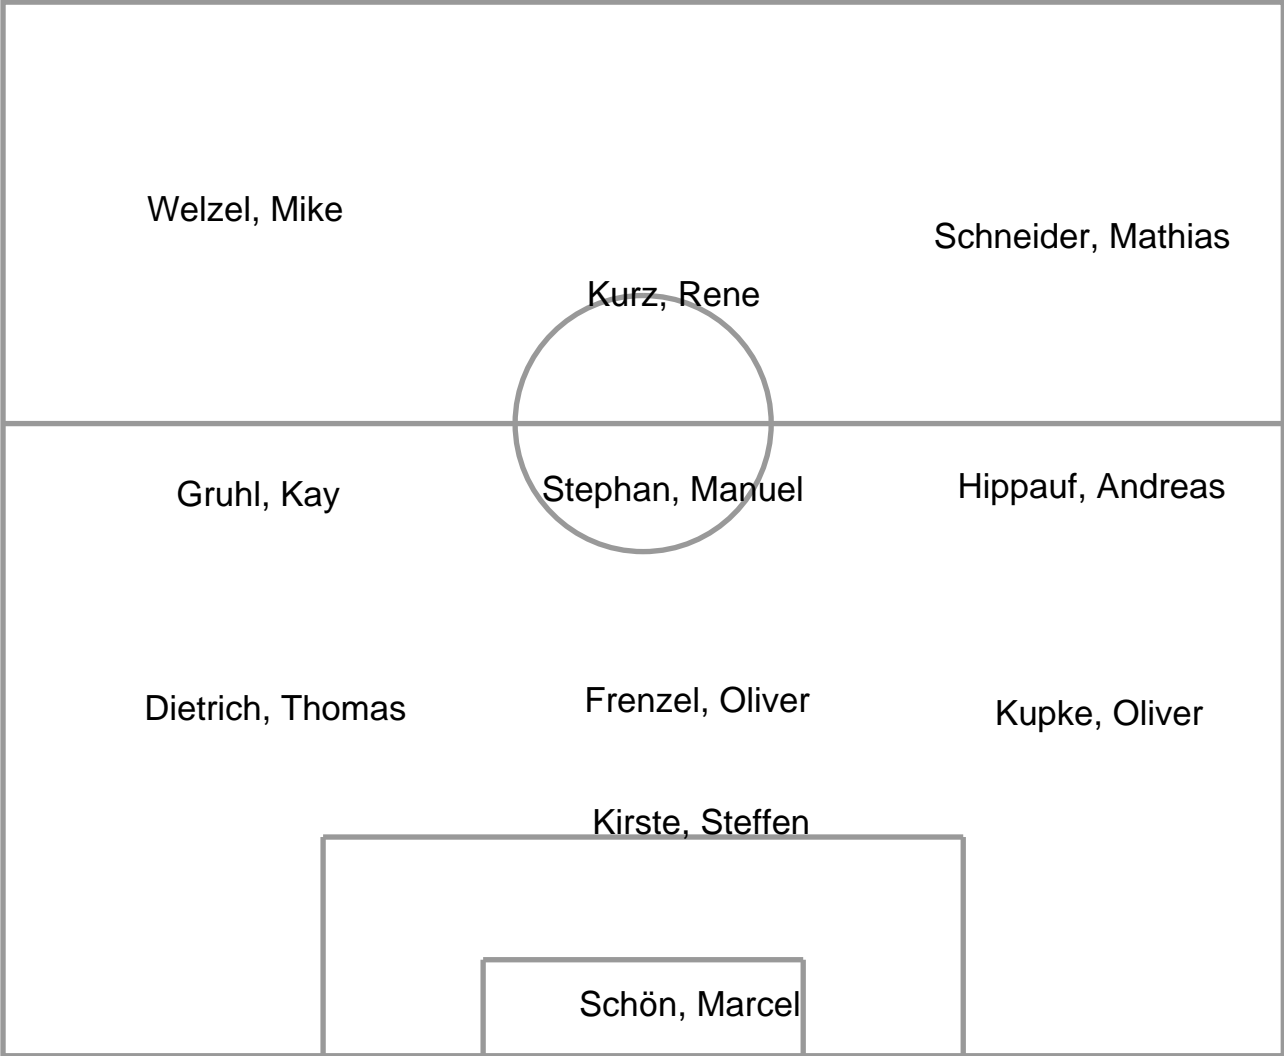 Welzel, Mike
Schneider, Mathias
Kurz, Rene
Gruhl, Kay
Stephan, Manuel
Hippauf, Andreas
Dietrich, Thomas
Frenzel, Oliver
Kupke, Oliver
Kirste, Steffen
Schön, Marcel